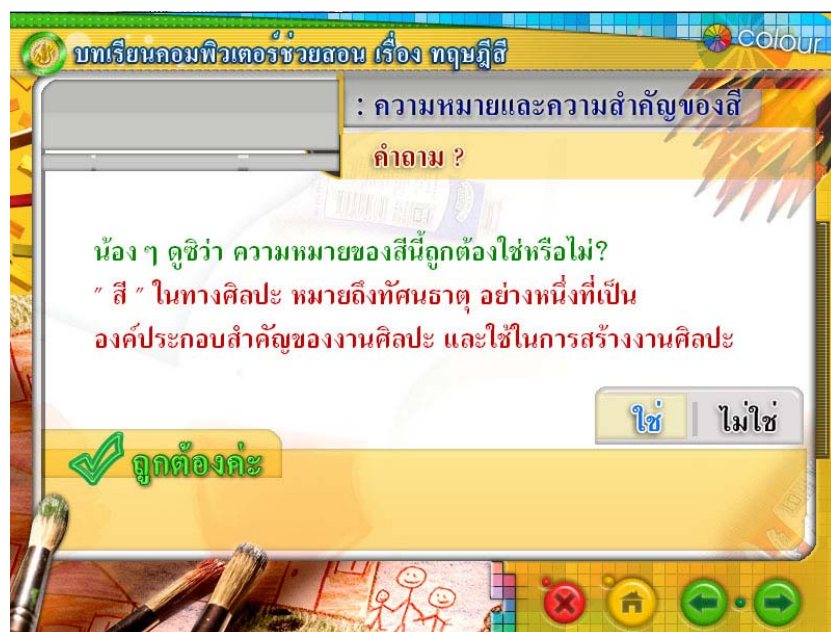 บทเรียนคอมพิวเตอร์ช่วยสอน เรื่อง ทฤษฎีสี
colour
: ความหมายและความสำคัญของสี
คำถาม ?
น้อง ๆ ดูซิว่า ความหมายของสีนี้ถูกต้องใช่หรือไม่?
" สี " ในทางศิลปะ หมายถึงทัศนธาตุ อย่างหนึ่งที่เป็น
องค์ประกอบสำคัญของงานศิลปะ และใช้ในการสร้างงานศิลปะ
ใช่ | ไม่ใช่
ถูกต้องค่ะ